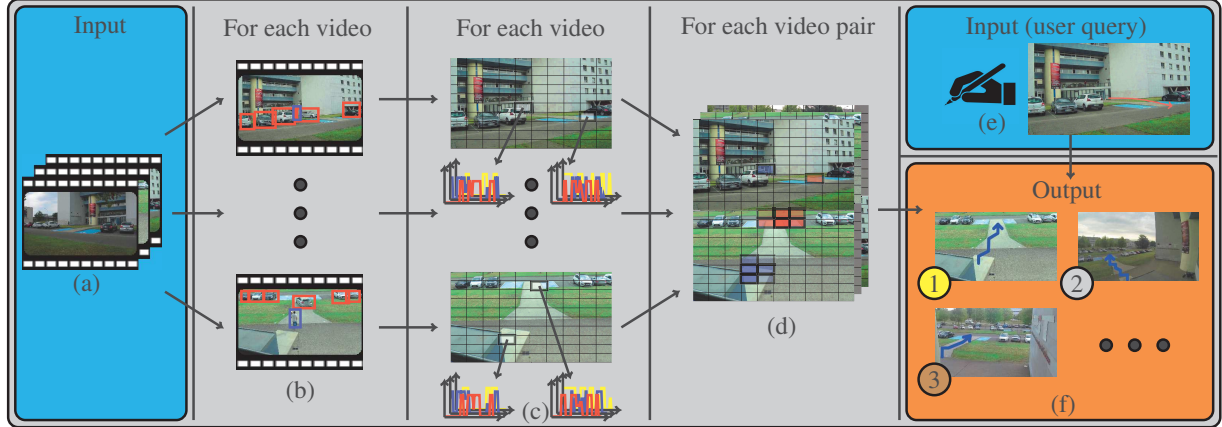 Input
(a)
For each video
(b)
For each video
(c)
For each video pair
(d)
Input (user query)
(e)
Output
1
2
3
(f)